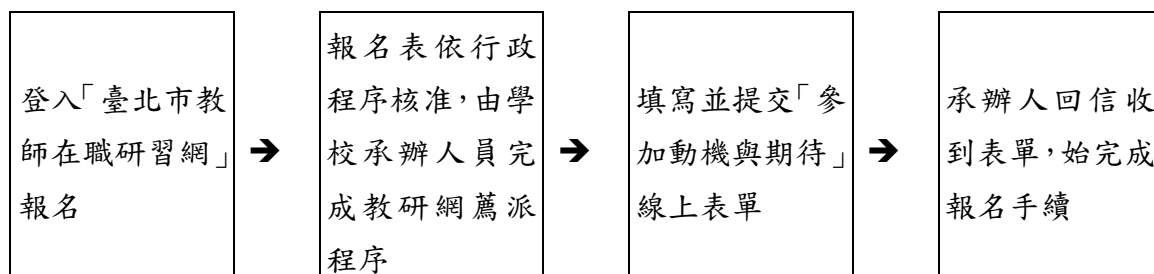 登入「臺北市教
師在職研習網」
報名
➔
報名表依行政
程序核准,由學
校承辦人員完
成教研網薦派
程序
➔
填寫並提交「參
加動機與期待」
線上表單
➔
承辦人回信收
到表單,始完成
報名手續